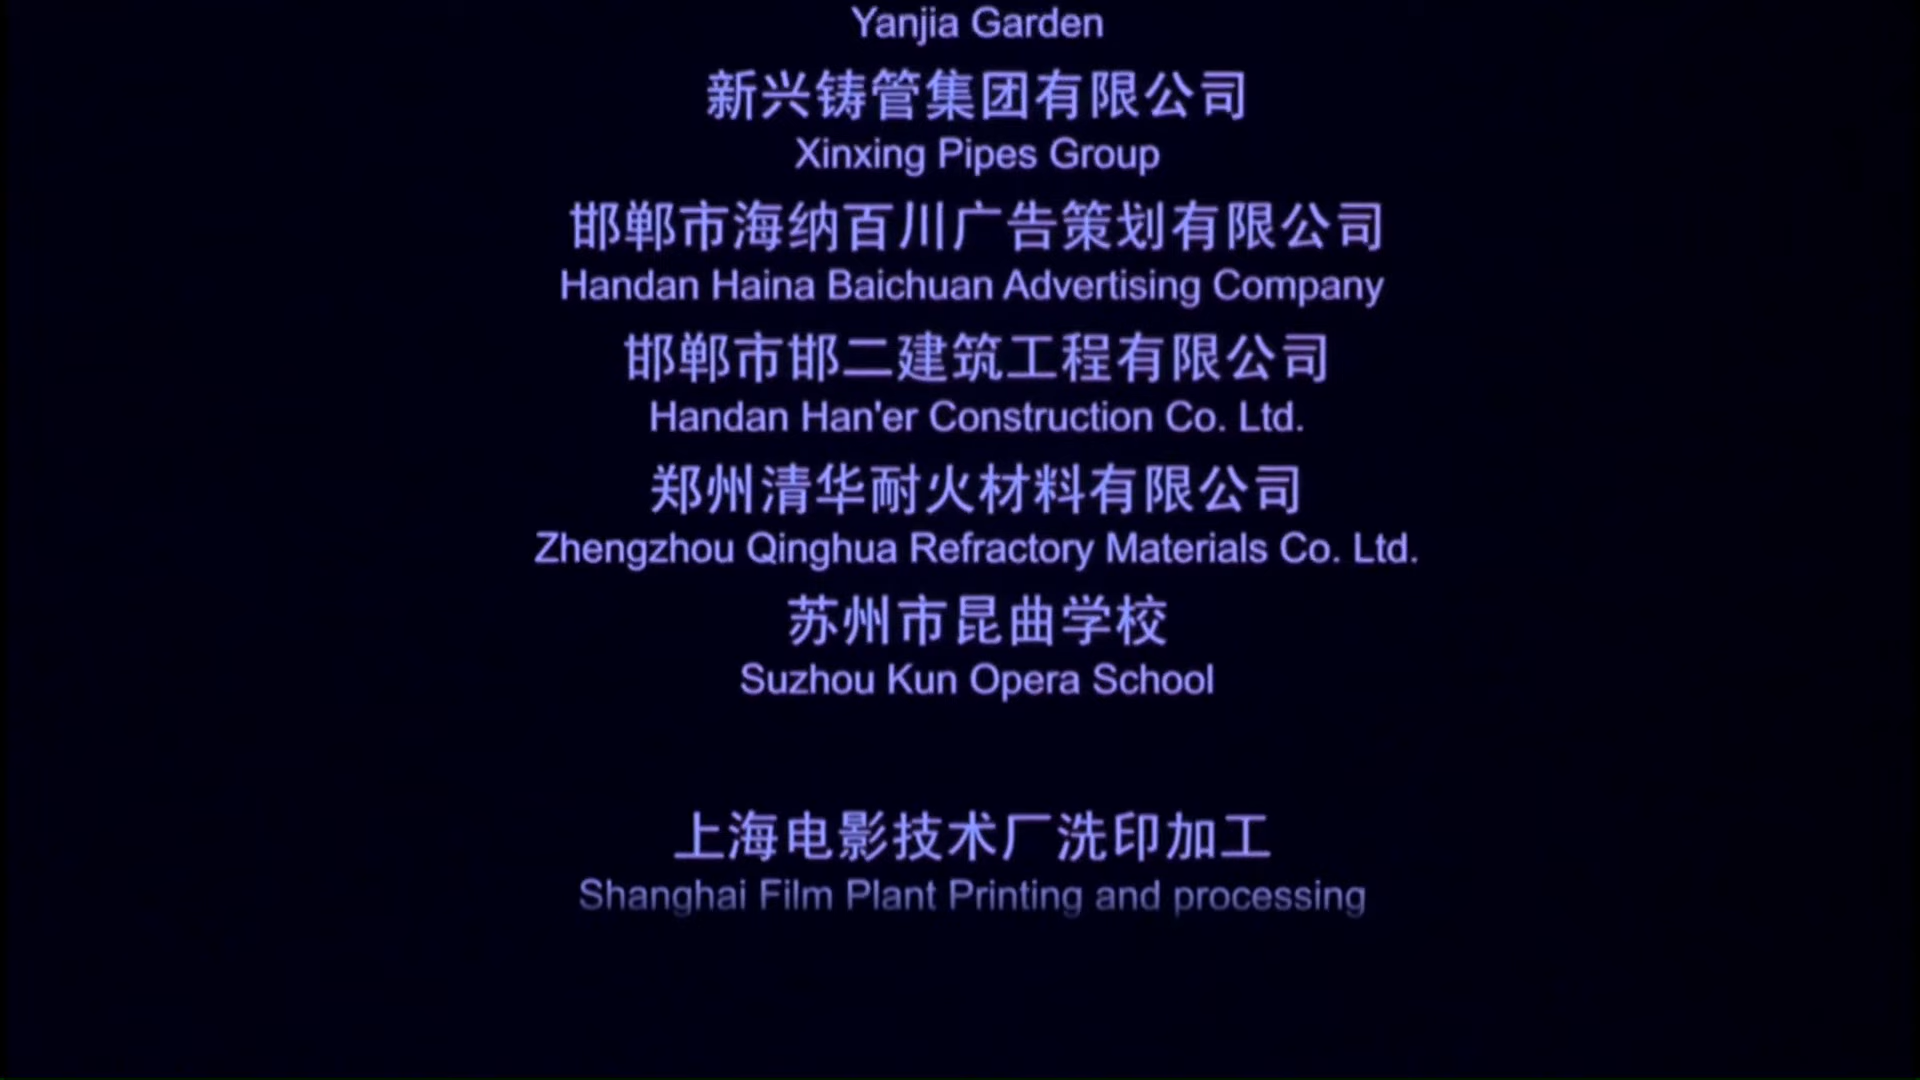 Yanjia Garden
新兴铸管集团有限公司
Xinxing Pipes Group
邯郸市海纳百川广告策划有限公司
Handan Haina Baichuan Advertising Company
邯郸市邯二建筑工程有限公司
Handan Han'er Construction Co. Ltd.
郑州清华耐火材料有限公司
Zhengzhou Qinghua Refractory Materials Co. Ltd.
苏州市昆曲学校
Suzhou Kun Opera School
上海电影技术厂洗印加工
Shanghai Film Plant Printing and processing